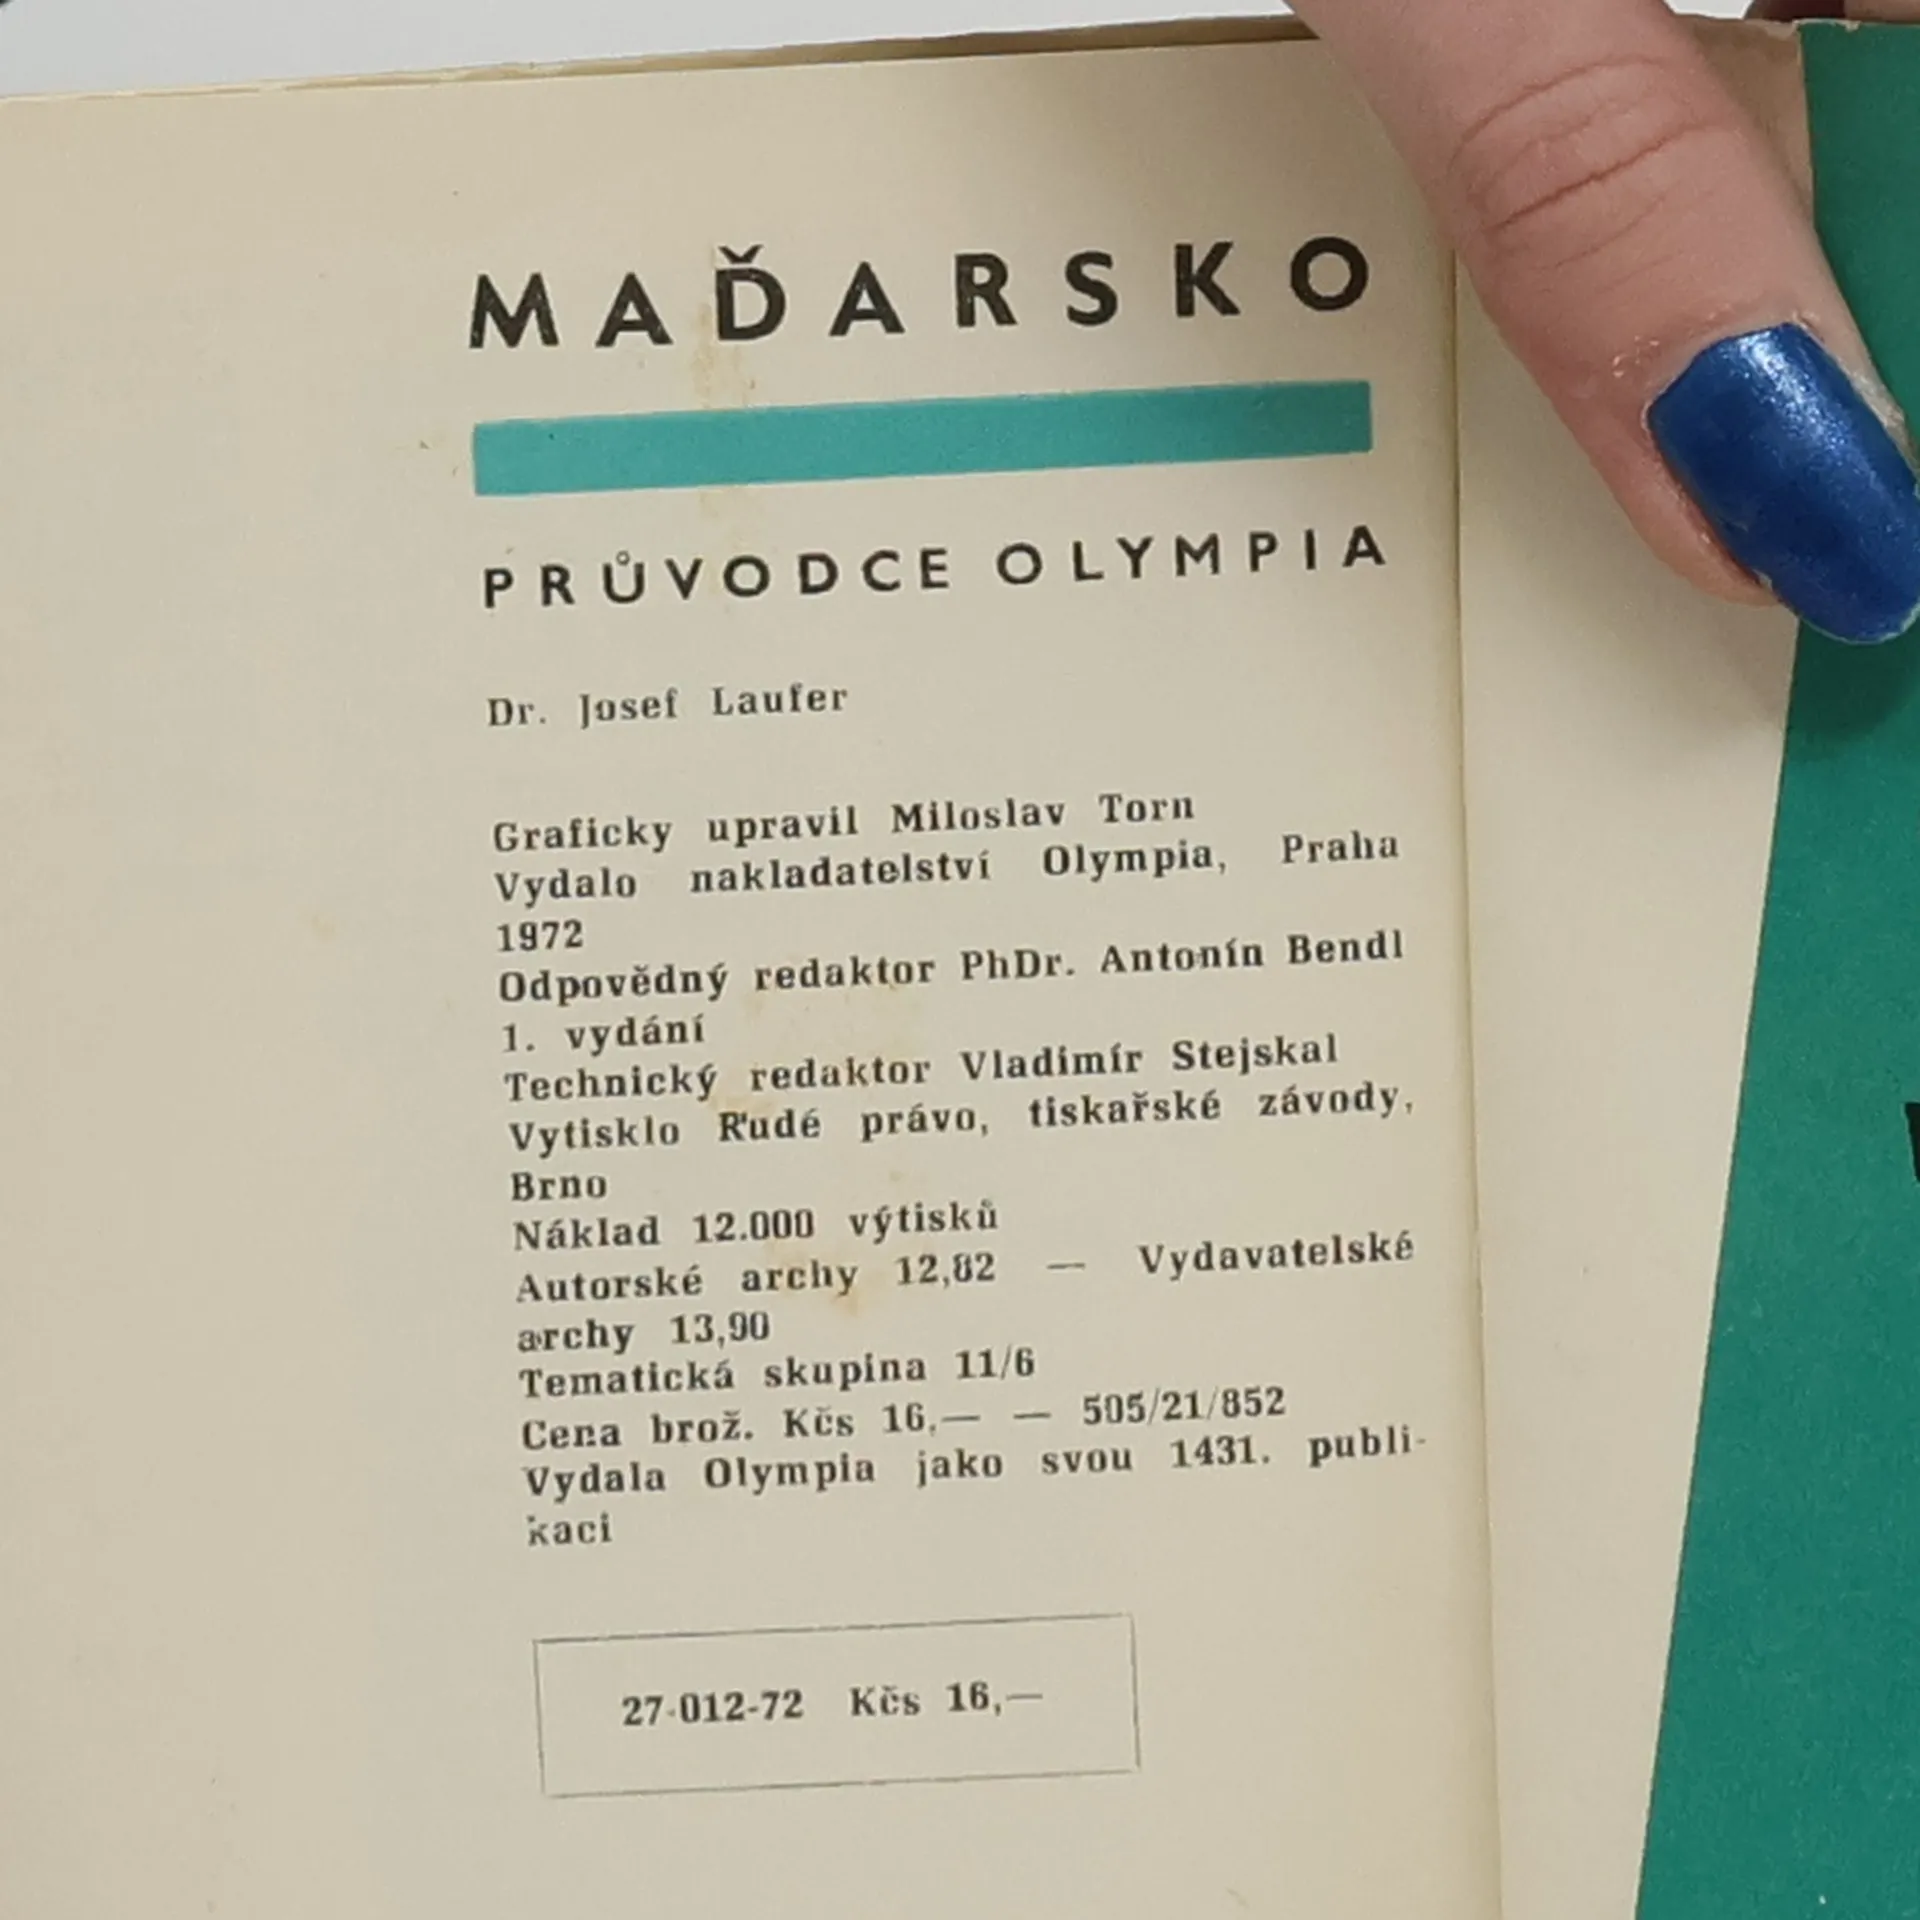 MAĎARSKO
PRŮVODCE OLYMPIA
Dr. Josef Laufer
Graficky upravil Miloslav Torn
Vydalo nakladatelství Olympia, Praha
1972
Odpovědný redaktor PhDr. Antonín Bendl
1. vydání
Technický redaktor Vladimír Stejskal
Vytisklo Rudé právo, tiskařské závody,
Brno
Náklad 12.000 výtisků
Autorské archy 12,82 — Vydavatelské
archy 13,90
Tematická skupina 11/6
Cena brož. Kčs 16,— — 505/21/852
Vydala Olympia jako svou 1431. publi-
kaci
27-012-72 Kčs 16,—